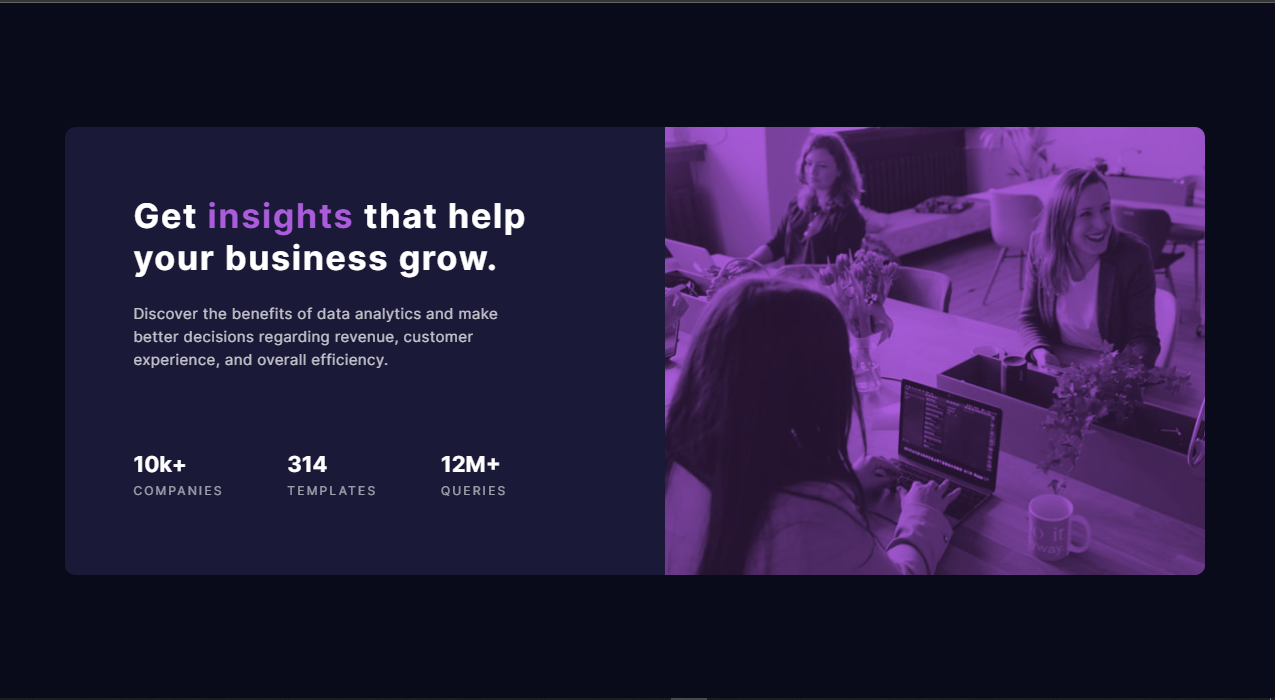 Get insights that help
your business grow.
Discover the benefits of data analytics and make
better decisions regarding revenue, customer
experience, and overall efficiency.
10k+ 314 12M+
COMPANIES TEMPLATES QUERIES